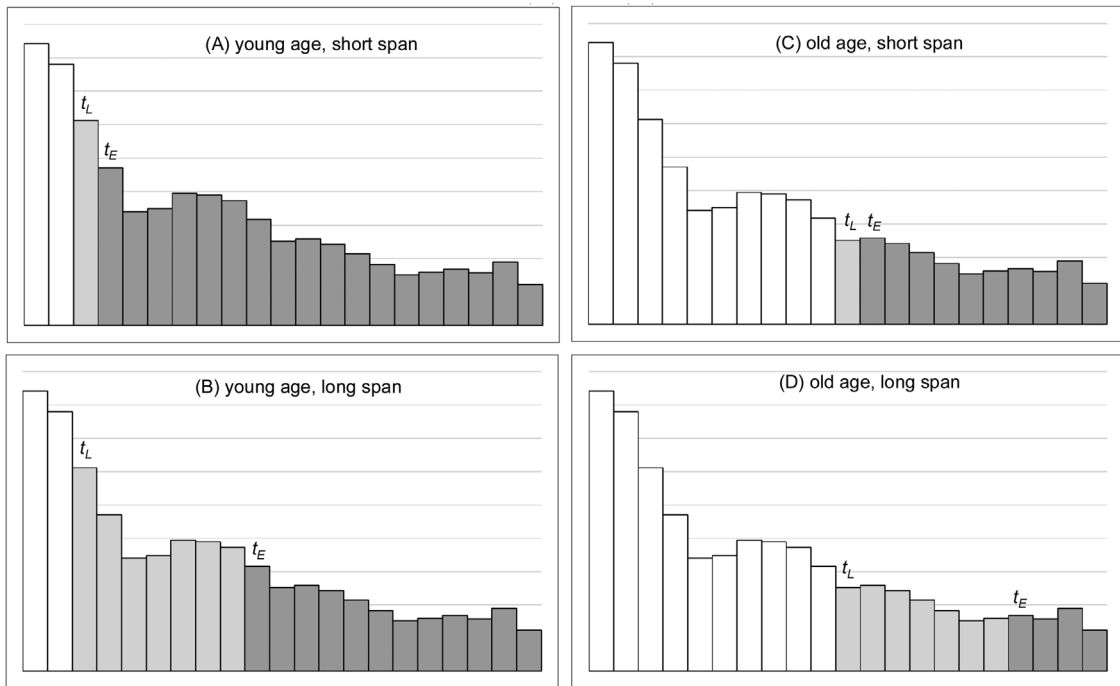 (A) young age, short span
t_L
t_E
(C) old age, short span
t_L t_E
(B) young age, long span
t_L
t_E
(D) old age, long span
t_L
t_E